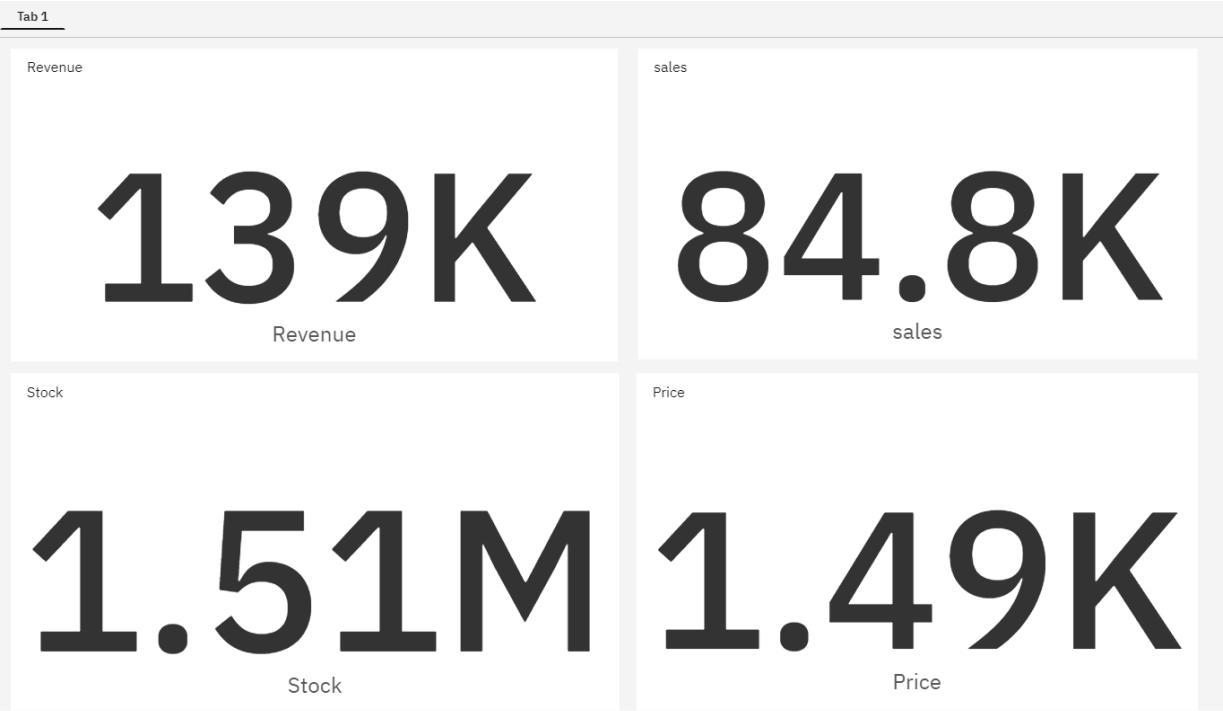 Tab 1
Revenue
139K
Revenue
sales
84.8K
sales
Stock
1.51M
Stock
Price
1.49K
Price